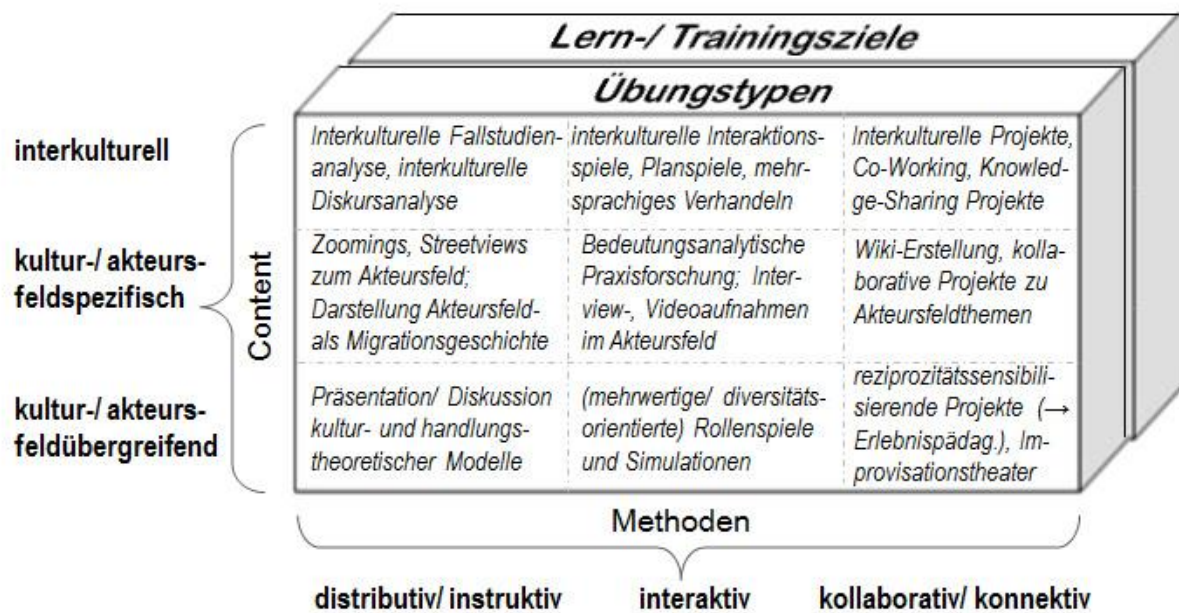 Lern-/ Trainingsziele
Übungstypen
interkulturell
Interkulturelle Fallstudien-
analyse, interkulturelle
Diskursanalyse
interkulturelle Interaktions-
spiele, Planspiele, mehr-
sprachiges Verhandeln
Interkulturelle Projekte,
Co-Working, Knowled-
ge-Sharing Projekte
Content
kultur-/ akteurs-
feldspezifisch
Zoomings, Streetviews
zum Akteursfeld;
Darstellung Akteursfeld-
als Migrationsgeschichte
Bedeutungsanalytische
Praxisforschung; Inter-
view-, Videoaufnahmen
im Akteursfeld
Wiki-Erstellung, kolla-
borative Projekte zu
Akteursfeldthemen
kultur-/ akteurs-
feldübergreifend
Präsentation/ Diskussion
kultur- und handlungs-
theoretischer Modelle
(mehrwertige/ diversitäts-
orientierte) Rollenspiele
und Simulationen
reziprozitätssensibili-
sierende Projekte (→
Erlebnispädag.), Im-
provisationstheater
Methoden
distributiv/ instruktiv
interaktiv
kollaborativ/ konnektiv